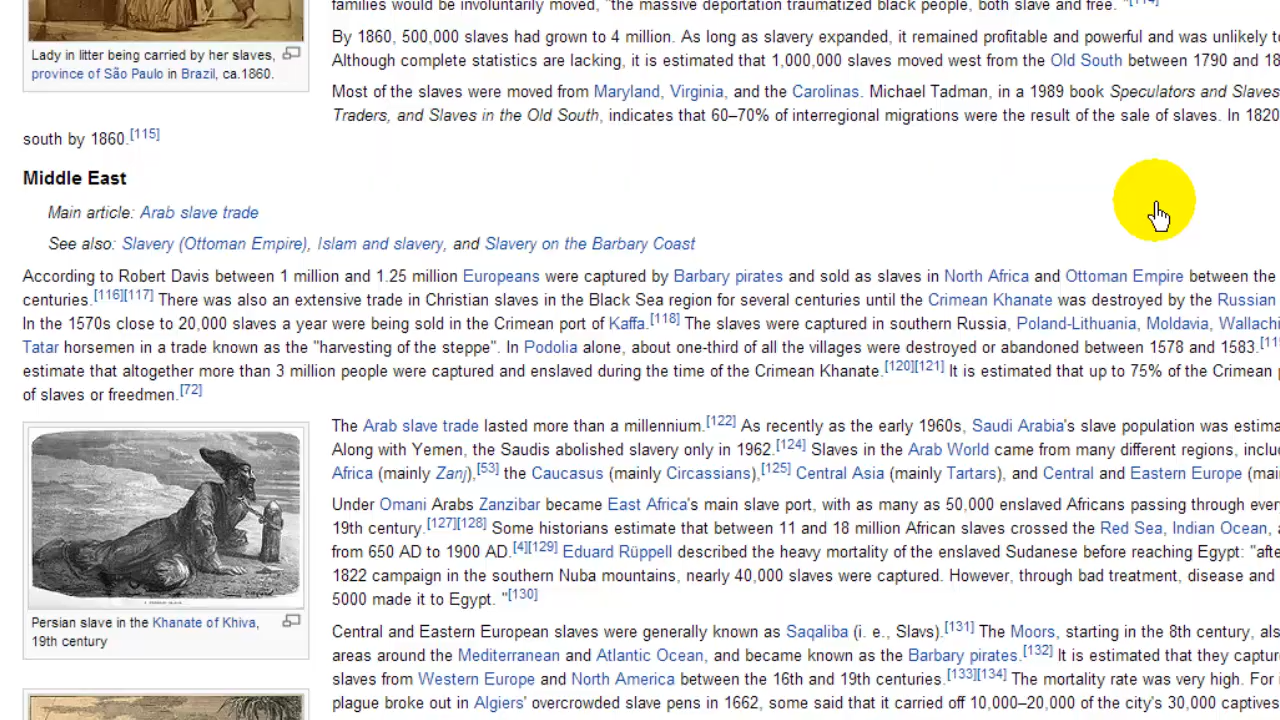 families would be involuntarily moved, "the massive deportation traumatized black people, both slave and free. "[114]
Lady in litter being carried by her slaves,
province of São Paulo in Brazil, ca.1860.
By 1860, 500,000 slaves had grown to 4 million. As long as slavery expanded, it remained profitable and powerful and was unlikely to
Although complete statistics are lacking, it is estimated that 1,000,000 slaves moved west from the Old South between 1790 and 18
Most of the slaves were moved from Maryland, Virginia, and the Carolinas. Michael Tadman, in a 1989 book Speculators and Slaves
Traders, and Slaves in the Old South, indicates that 60–70% of interregional migrations were the result of the sale of slaves. In 1820
south by 1860.[115]
Middle East
Main article: Arab slave trade
See also: Slavery (Ottoman Empire), Islam and slavery, and Slavery on the Barbary Coast
According to Robert Davis between 1 million and 1.25 million Europeans were captured by Barbary pirates and sold as slaves in North Africa and Ottoman Empire between the
centuries.[116][117] There was also an extensive trade in Christian slaves in the Black Sea region for several centuries until the Crimean Khanate was destroyed by the Russian
In the 1570s close to 20,000 slaves a year were being sold in the Crimean port of Kaffa.[118] The slaves were captured in southern Russia, Poland-Lithuania, Moldavia, Wallachi
Tatar horsemen in a trade known as the "harvesting of the steppe". In Podolia alone, about one-third of all the villages were destroyed or abandoned between 1578 and 1583.[11
estimate that altogether more than 3 million people were captured and enslaved during the time of the Crimean Khanate.[120][121] It is estimated that up to 75% of the Crimean
of slaves or freedmen.[72]
Persian slave in the Khanate of Khiva,
19th century
The Arab slave trade lasted more than a millennium.[122] As recently as the early 1960s, Saudi Arabia's slave population was estima
Along with Yemen, the Saudis abolished slavery only in 1962.[124] Slaves in the Arab World came from many different regions, inclu
Africa (mainly Zanj),[53] the Caucasus (mainly Circassians),[125] Central Asia (mainly Tartars), and Central and Eastern Europe (mai
Under Omani Arabs Zanzibar became East Africa's main slave port, with as many as 50,000 enslaved Africans passing through ever
19th century.[127][128] Some historians estimate that between 11 and 18 million African slaves crossed the Red Sea, Indian Ocean, a
from 650 AD to 1900 AD.[4][129] Eduard Rüppell described the heavy mortality of the enslaved Sudanese before reaching Egypt: "afte
1822 campaign in the southern Nuba mountains, nearly 40,000 slaves were captured. However, through bad treatment, disease and
5000 made it to Egypt. "[130]
Central and Eastern European slaves were generally known as Saqaliba (i. e., Slavs).[131] The Moors, starting in the 8th century, als
areas around the Mediterranean and Atlantic Ocean, and became known as the Barbary pirates.[132] It is estimated that they captur
slaves from Western Europe and North America between the 16th and 19th centuries.[133][134] The mortality rate was very high. For i
plague broke out in Algiers' overcrowded slave pens in 1662, some said that it carried off 10,000–20,000 of the city's 30,000 captives